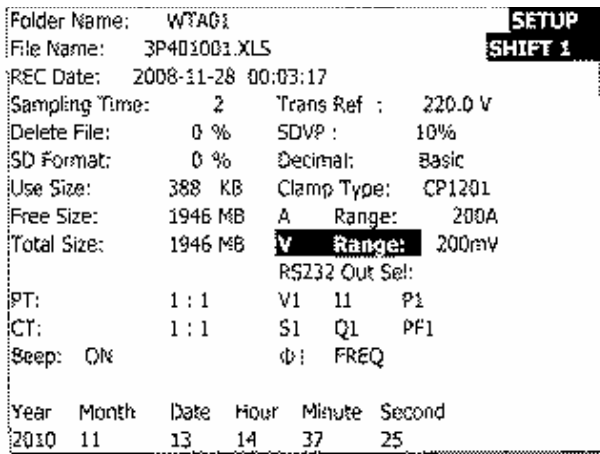 Folder Name: WTA01 SETUP
File Name: 3P401001.XLS SHIFT 1
REC Date: 2008-11-28 00:03:17
Sampling Time: 2 Trans Ref : 220.0 V
Delete File: 0 % SDVP : 10%
SD Format: 0 % Decimal: Basic
Use Size: 388 KB Clamp Type: CP1201
Free Size: 1946 MB A Range: 200A
Total Size: 1946 MB V Range: 200mV
RS232 Out Sel:
PT: 1 : 1 V1 I1 P1
CT: 1 : 1 S1 Q1 PF1
Beep: ON Φ1 FREQ
Year Month Date Hour Minute Second
2010 11 13 14 37 25